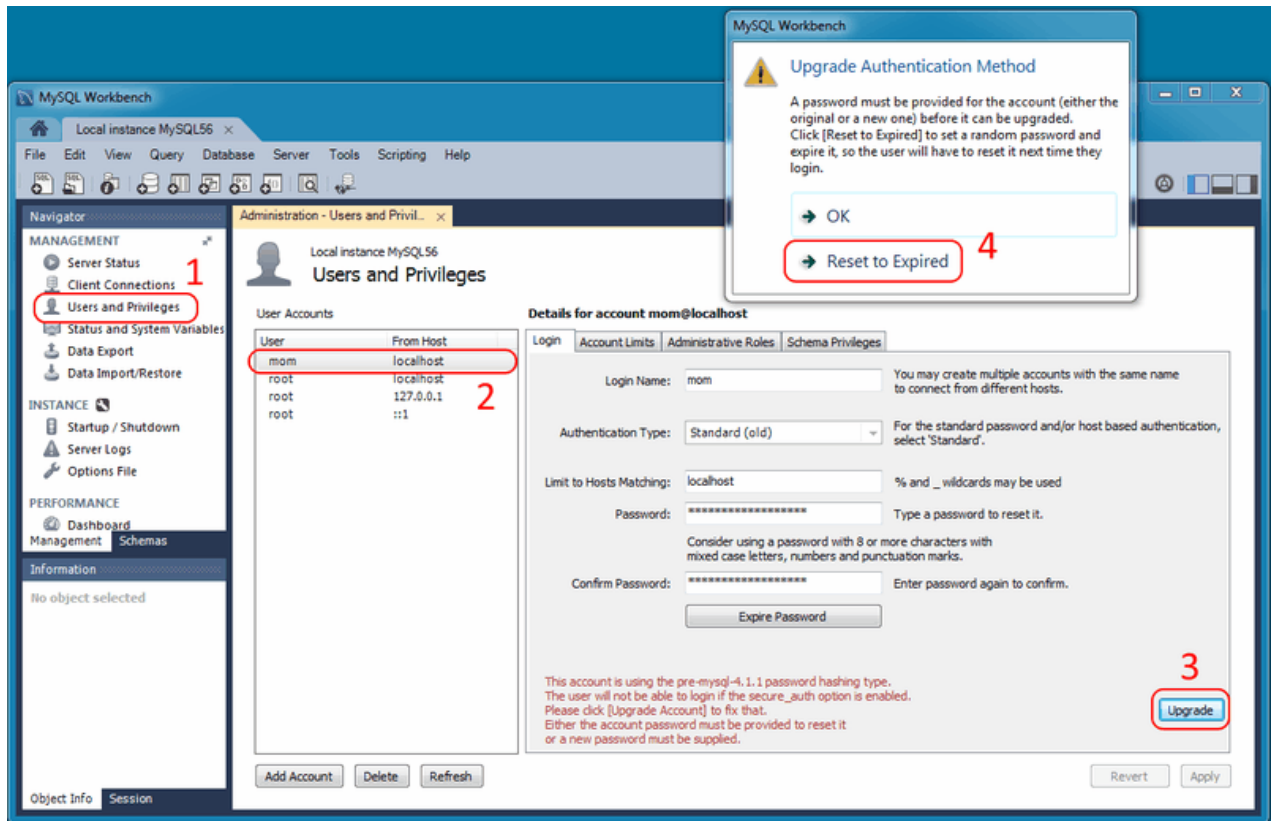 MySQL Workbench
Upgrade Authentication Method
A password must be provided for the account (either the
original or a new one) before it can be upgraded.
Click [Reset to Expired] to set a random password and
expire it, so the user will have to reset it next time they
login.
OK
Reset to Expired
4
MySQL Workbench
Local instance MySQL56
File Edit View Query Database Server Tools Scripting Help
Navigator
MANAGEMENT
Server Status
Client Connections
1
Users and Privileges
Status and System Variables
Data Export
Data Import/Restore
INSTANCE
Startup / Shutdown
Server Logs
Options File
PERFORMANCE
Dashboard
Management Schemas
Information
No object selected
Object Info Session
Administration - Users and Privil...
Local instance MySQL56
Users and Privileges
User Accounts
User From Host
mom localhost
root localhost
root 127.0.0.1
root ::1
2
Add Account Delete Refresh
Details for account mom@localhost
Login Account Limits Administrative Roles Schema Privileges
Login Name: mom
You may create multiple accounts with the same name
to connect from different hosts.
Authentication Type: Standard (old)
For the standard password and/or host based authentication,
select 'Standard'.
Limit to Hosts Matching: localhost % and _ wildcards may be used
Password: ****************** Type a password to reset it.
Consider using a password with 8 or more characters with
mixed case letters, numbers and punctuation marks.
Confirm Password: ****************** Enter password again to confirm.
Expire Password
This account is using the pre-mysql-4.1.1 password hashing type.
The user will not be able to login if the secure_auth option is enabled.
Please click [Upgrade Account] to fix that.
Either the account password must be provided to reset it
or a new password must be supplied.
3
Upgrade
Revert Apply